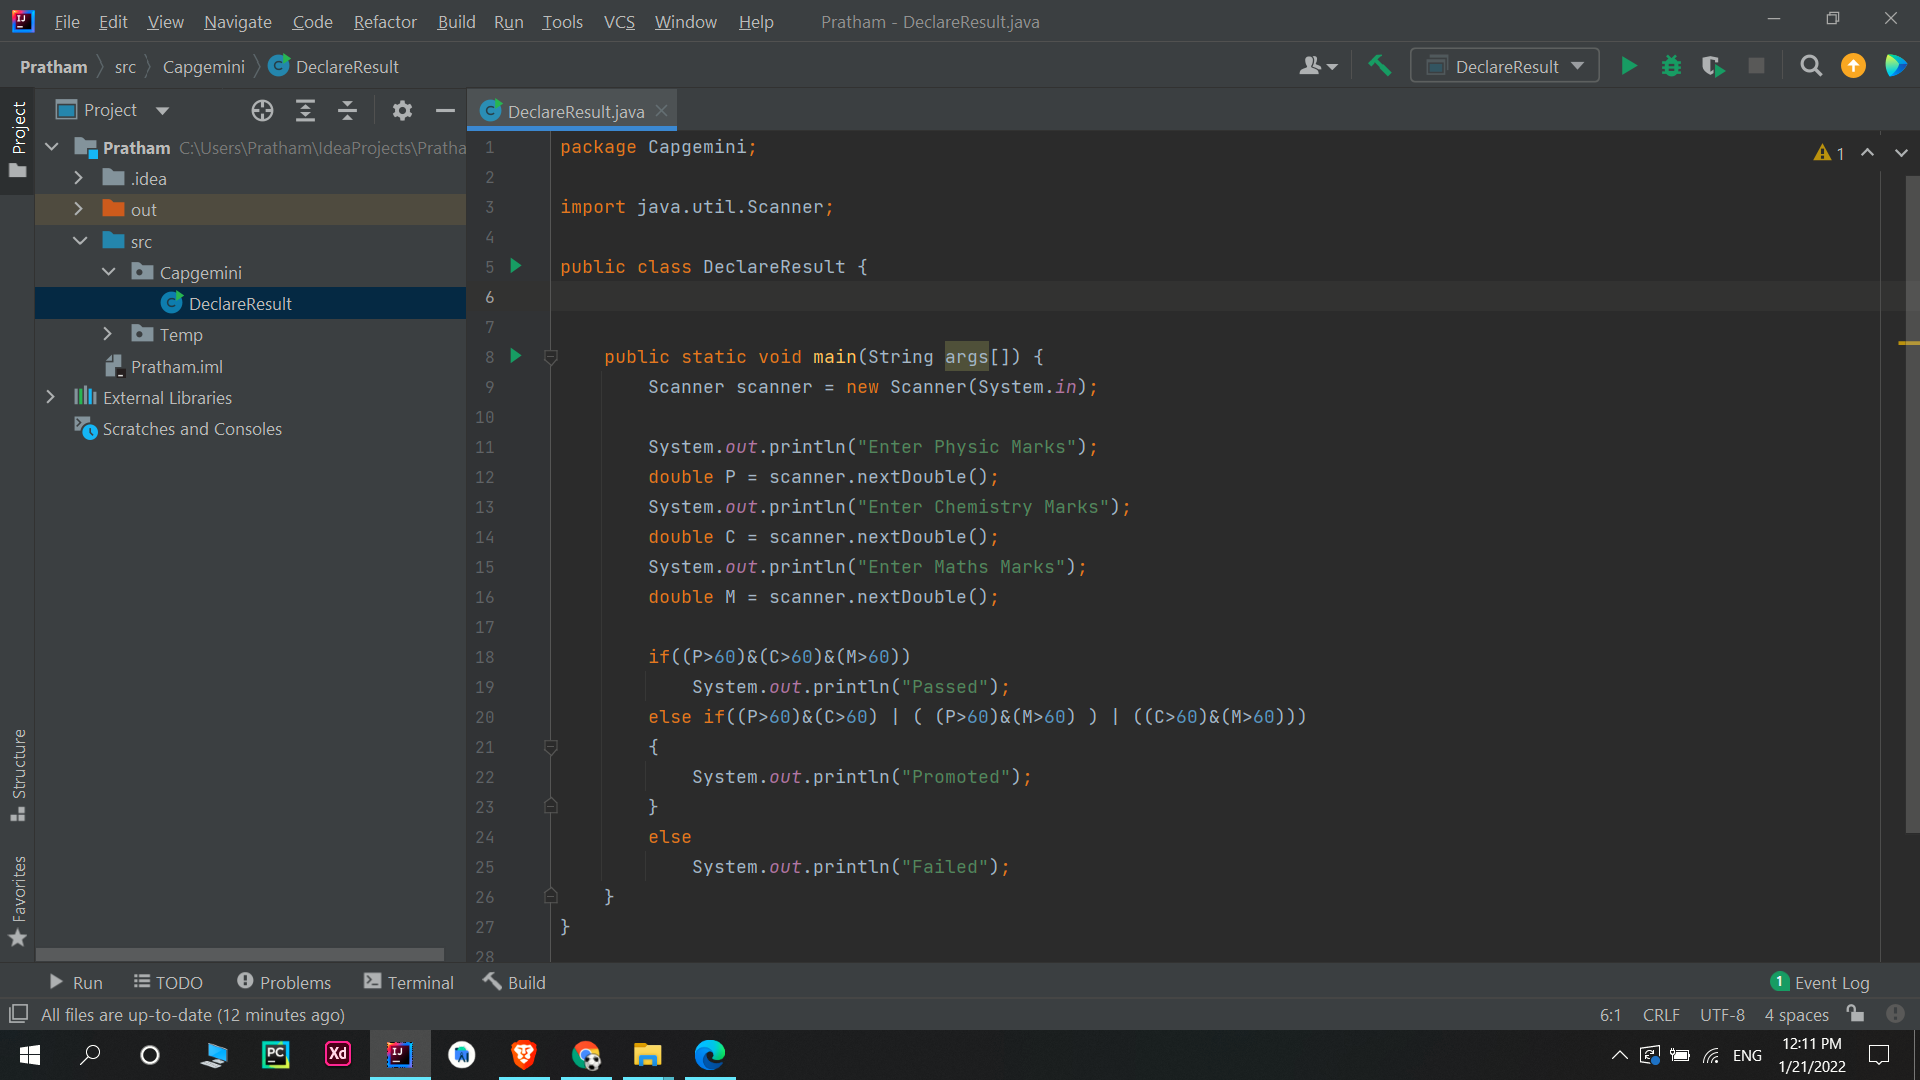 File Edit View Navigate Code Refactor Build Run Tools VCS Window Help Pratham - DeclareResult.java
Pratham src Capgemini DeclareResult DeclareResult
Project Project DeclareResult.java
Pratham C:\Users\Pratham\IdeaProjects\Pratha
.idea
out
src
Capgemini
DeclareResult
Temp
Pratham.iml
External Libraries
Scratches and Consoles
Structure
Favorites
1 package Capgemini;
2
3 import java.util.Scanner;
4
5 public class DeclareResult {
6
7
8     public static void main(String args[]) {
9         Scanner scanner = new Scanner(System.in);
10
11         System.out.println("Enter Physic Marks");
12         double P = scanner.nextDouble();
13         System.out.println("Enter Chemistry Marks");
14         double C = scanner.nextDouble();
15         System.out.println("Enter Maths Marks");
16         double M = scanner.nextDouble();
17
18         if((P>60)&(C>60)&(M>60))
19             System.out.println("Passed");
20         else if((P>60)&(C>60) | ( (P>60)&(M>60) ) | ((C>60)&(M>60)))
21         {
22             System.out.println("Promoted");
23         }
24         else
25             System.out.println("Failed");
26     }
27 }
28
1
Run TODO Problems Terminal Build 1 Event Log
All files are up-to-date (12 minutes ago) 6:1 CRLF UTF-8 4 spaces
PC Xd IJ ENG 12:11 PM
1/21/2022